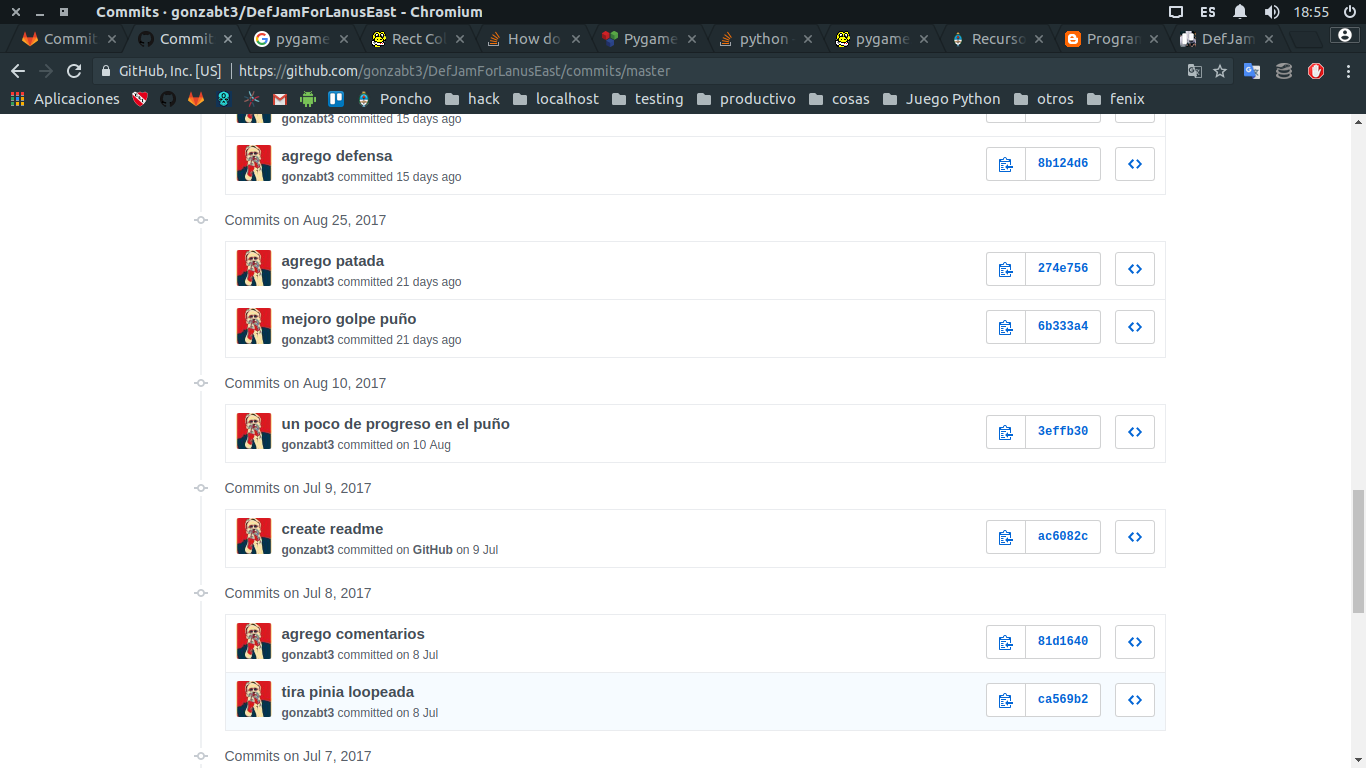 Commits · gonzabt3/DefJamForLanusEast - Chromium
ES
18:55
Commit
Commit
pygame
Rect Col
How do
Pygame
python -
pygame
Recurso
Program
DefJam
GitHub, Inc. [US]
https://github.com/gonzabt3/DefJamForLanusEast/commits/master
Aplicaciones
Poncho
hack
localhost
testing
productivo
cosas
Juego Python
otros
fenix
gonzabt3 committed 15 days ago
agrego defensa
8b124d6
gonzabt3 committed 15 days ago
Commits on Aug 25, 2017
agrego patada
274e756
gonzabt3 committed 21 days ago
mejoro golpe puño
6b333a4
gonzabt3 committed 21 days ago
Commits on Aug 10, 2017
un poco de progreso en el puño
3effb30
gonzabt3 committed on 10 Aug
Commits on Jul 9, 2017
create readme
ac6082c
gonzabt3 committed on GitHub on 9 Jul
Commits on Jul 8, 2017
agrego comentarios
81d1640
gonzabt3 committed on 8 Jul
tira pinia loopeada
ca569b2
gonzabt3 committed on 8 Jul
Commits on Jul 7, 2017